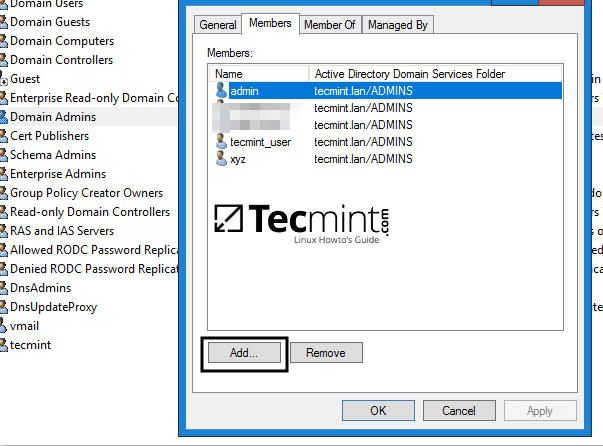 Domain Users
Domain Guests
Domain Computers
Domain Controllers
Guest
Enterprise Read-only Domain Co
Domain Admins
Cert Publishers
Schema Admins
Enterprise Admins
Group Policy Creator Owners
Read-only Domain Controllers
RAS and IAS Servers
Allowed RODC Password Replica
Denied RODC Password Replicat
DnsAdmins
DnsUpdateProxy
vmail
tecmint
General Members Member Of Managed By
Members:
Name Active Directory Domain Services Folder
admin tecmint.lan/ADMINS
tecmint.lan/ADMINS
tecmint.lan/ADMINS
tecmint_user tecmint.lan/ADMINS
xyz tecmint.lan/ADMINS
Tecmint.com
Linux Howto's Guide
Add... Remove
OK Cancel Apply